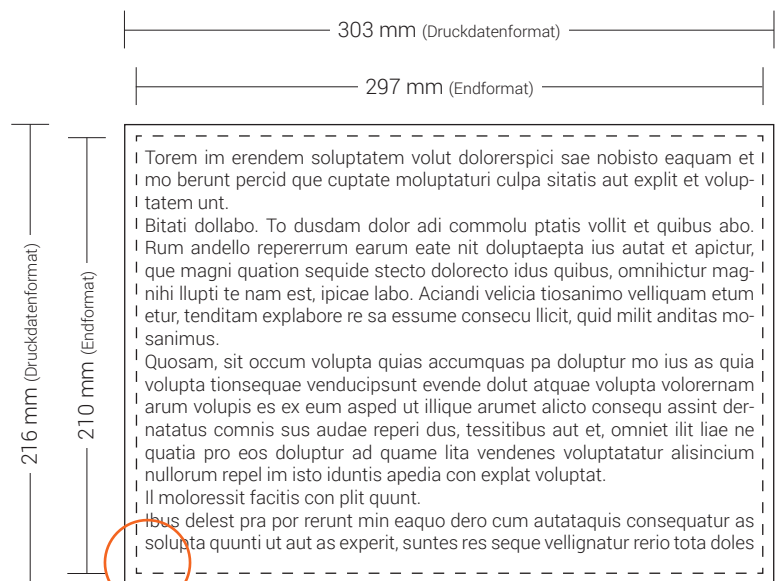 303 mm (Druckdatenformat)
297 mm (Endformat)
216 mm (Druckdatenformat)
210 mm (Endformat)
Torem im erendem soluptatem volut dolorerspici sae nobisto eaquam et
mo berunt percid que cuptate moluptaturi culpa sitatis aut explit et volup-
tatem unt.
Bitati dollabo. To dusdam dolor adi commolu ptatis vollit et quibus abo.
Rum andello repererrum earum eate nit doluptaepta ius autat et apictur,
que magni quation sequide stecto dolorecto idus quibus, omnihictur mag-
nihi llupti te nam est, ipicae labo. Aciandi velicia tiosanimo velliquam etum
etur, tenditam explabore re sa essume consecu llicit, quid milit anditas mo-
sanimus.
Quosam, sit occum volupta quias accumquas pa doluptur mo ius as quia
volupta tionsequae venducipsunt evende dolut atquae volupta volorernam
arum volupis es ex eum asped ut illique arumet alicto consequ assint der-
natatus comnis sus audae reperi dus, tessitibus aut et, omniet ilit liae ne
quatia pro eos doluptur ad quame lita vendenes voluptatatur alisincium
nullorum repel im isto iduntis apedia con explat voluptat.
Il moloressit facitis con plit quunt.
Ibus delest pra por rerunt min eaquo dero cum autataquis consequatur as
solupta quunti ut aut as experit, suntes res seque vellignatur rerio tota doles